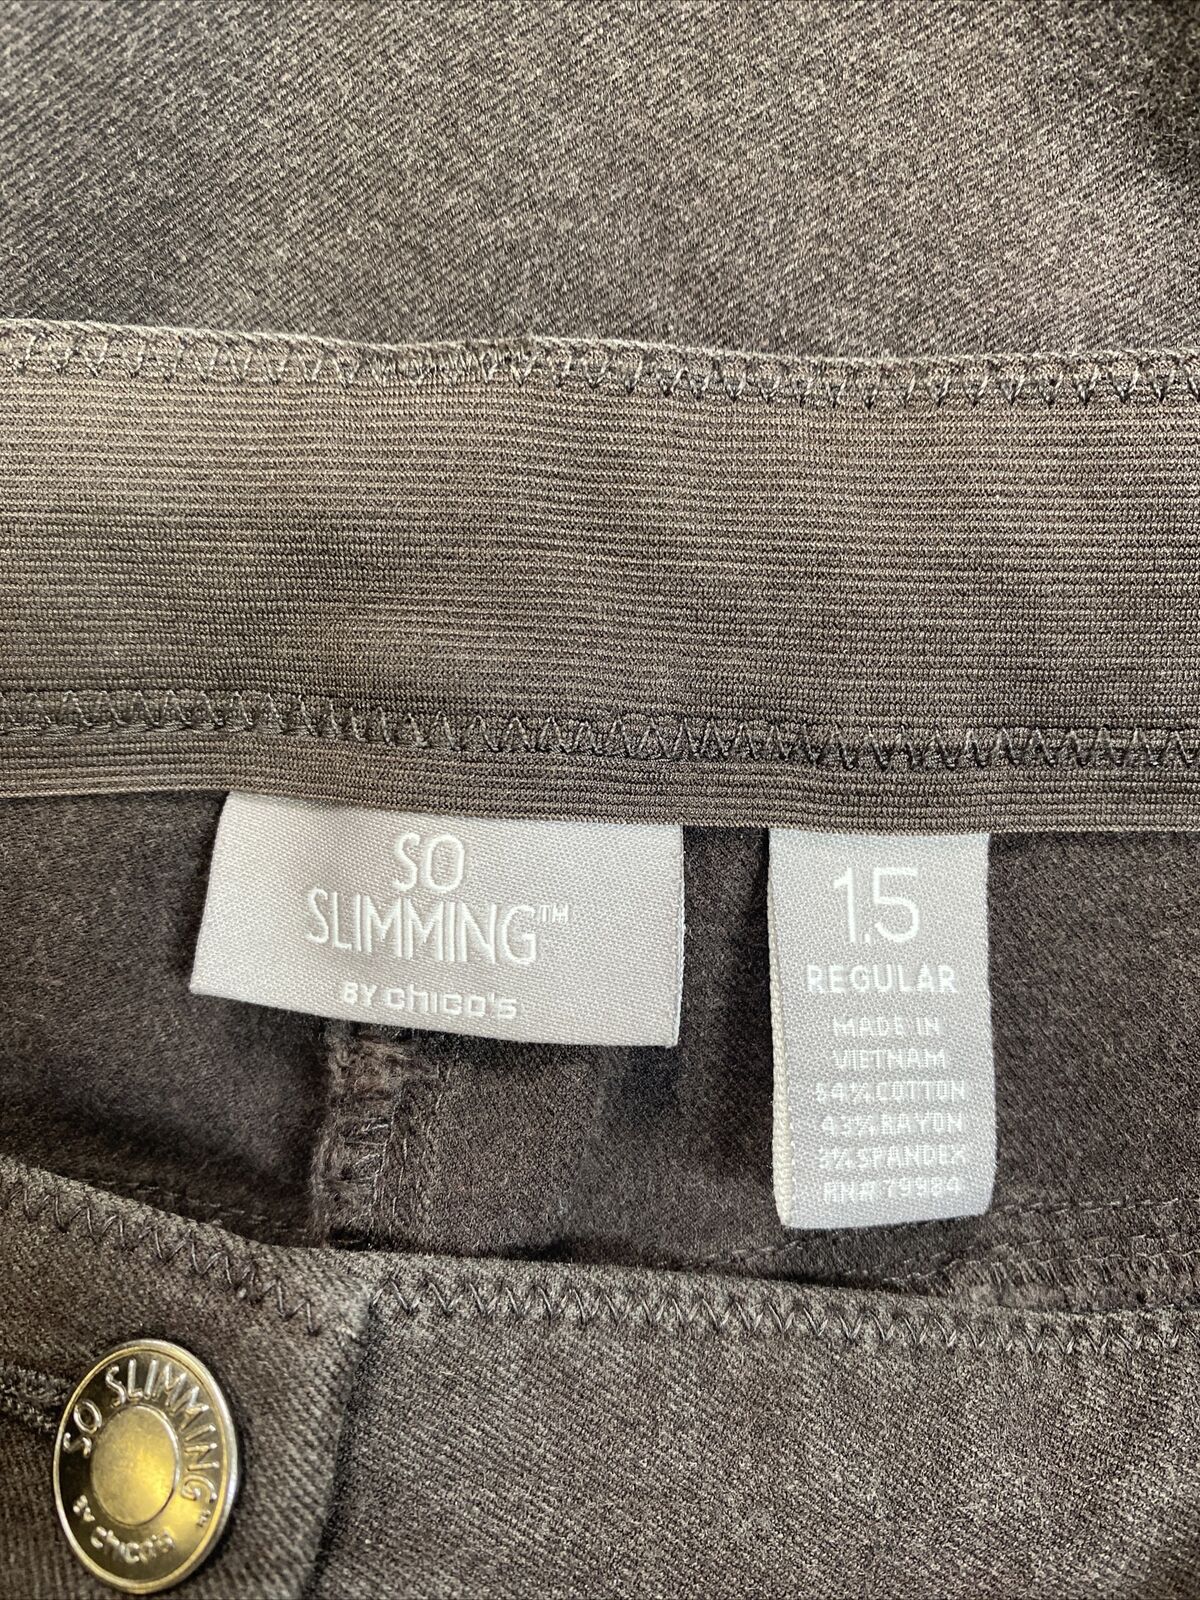 SO
SLIMMING™
BY chico's
1.5
REGULAR
MADE IN
VIETNAM
54% COTTON
43% RAYON
3% SPANDEX
RN# 79984
SO SLIMMING™
BY chico's